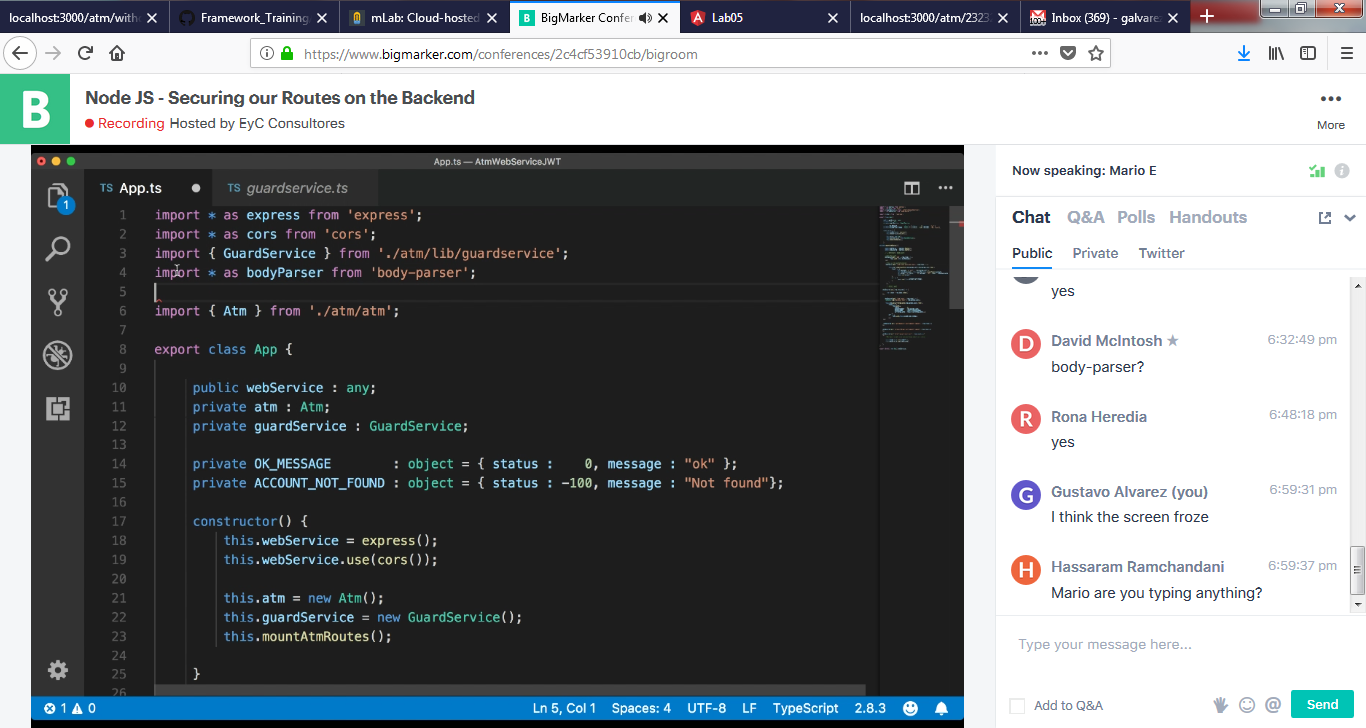 localhost:3000/atm/with
Framework_Training
mLab: Cloud-hosted
BigMarker Confer
Lab05
localhost:3000/atm/2323
Inbox (369) - galvare
https://www.bigmarker.com/conferences/2c4cf53910cb/bigroom
B
Node JS - Securing our Routes on the Backend
Recording Hosted by EyC Consultores
More
App.ts — AtmWebServiceJWT
TS App.ts
TS guardservice.ts
1
1 import * as express from 'express';
2 import * as cors from 'cors';
3 import { GuardService } from './atm/lib/guardservice';
4 import * as bodyParser from 'body-parser';
5
6 import { Atm } from './atm/atm';
7
8 export class App {
9
10 public webService : any;
11 private atm : Atm;
12 private guardService : GuardService;
13
14 private OK_MESSAGE : object = { status : 0, message : "ok" };
15 private ACCOUNT_NOT_FOUND : object = { status : -100, message : "Not found"};
16
17 constructor() {
18 this.webService = express();
19 this.webService.use(cors());
20
21 this.atm = new Atm();
22 this.guardService = new GuardService();
23 this.mountAtmRoutes();
24
25 }
26
1 0
Ln 5, Col 1 Spaces: 4 UTF-8 LF TypeScript 2.8.3
Now speaking: Mario E
Chat Q&A Polls Handouts
Public Private Twitter
yes
D
David McIntosh 6:32:49 pm
body-parser?
R
Rona Heredia 6:48:18 pm
yes
G
Gustavo Alvarez (you) 6:59:31 pm
I think the screen froze
H
Hassaram Ramchandani 6:59:37 pm
Mario are you typing anything?
Type your message here...
Add to Q&A
Send